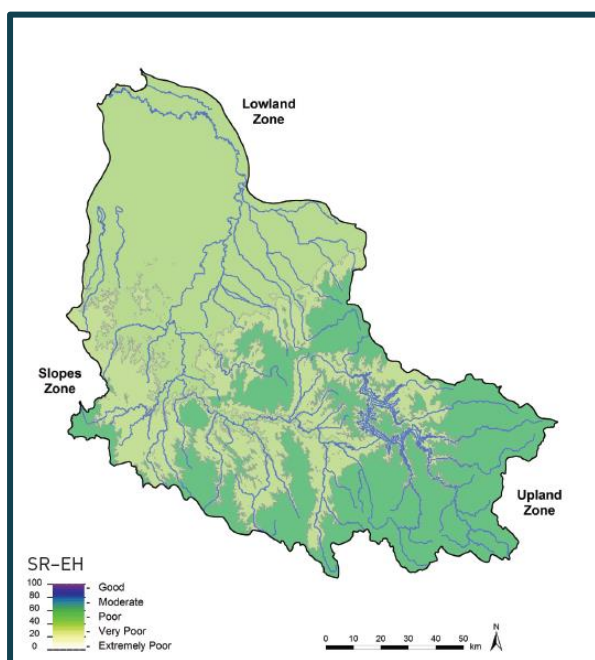 Lowland
Zone
Slopes
Zone
Upland
Zone
SR-EH
100
80
60
40
20
0
Good
Moderate
Poor
Very Poor
Extremely Poor
N
0 10 20 30 40 50
km